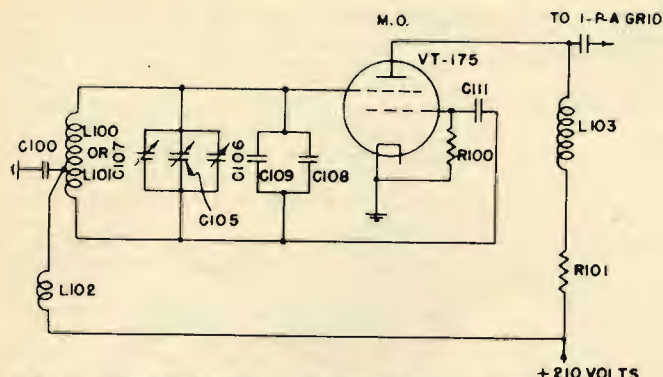 M.O.
TO I-P-A GRID
VT-175
C111
C100
L100
OR
L101
C107
C105
C106
C109
C108
R100
L103
L102
R101
+210 VOLTS